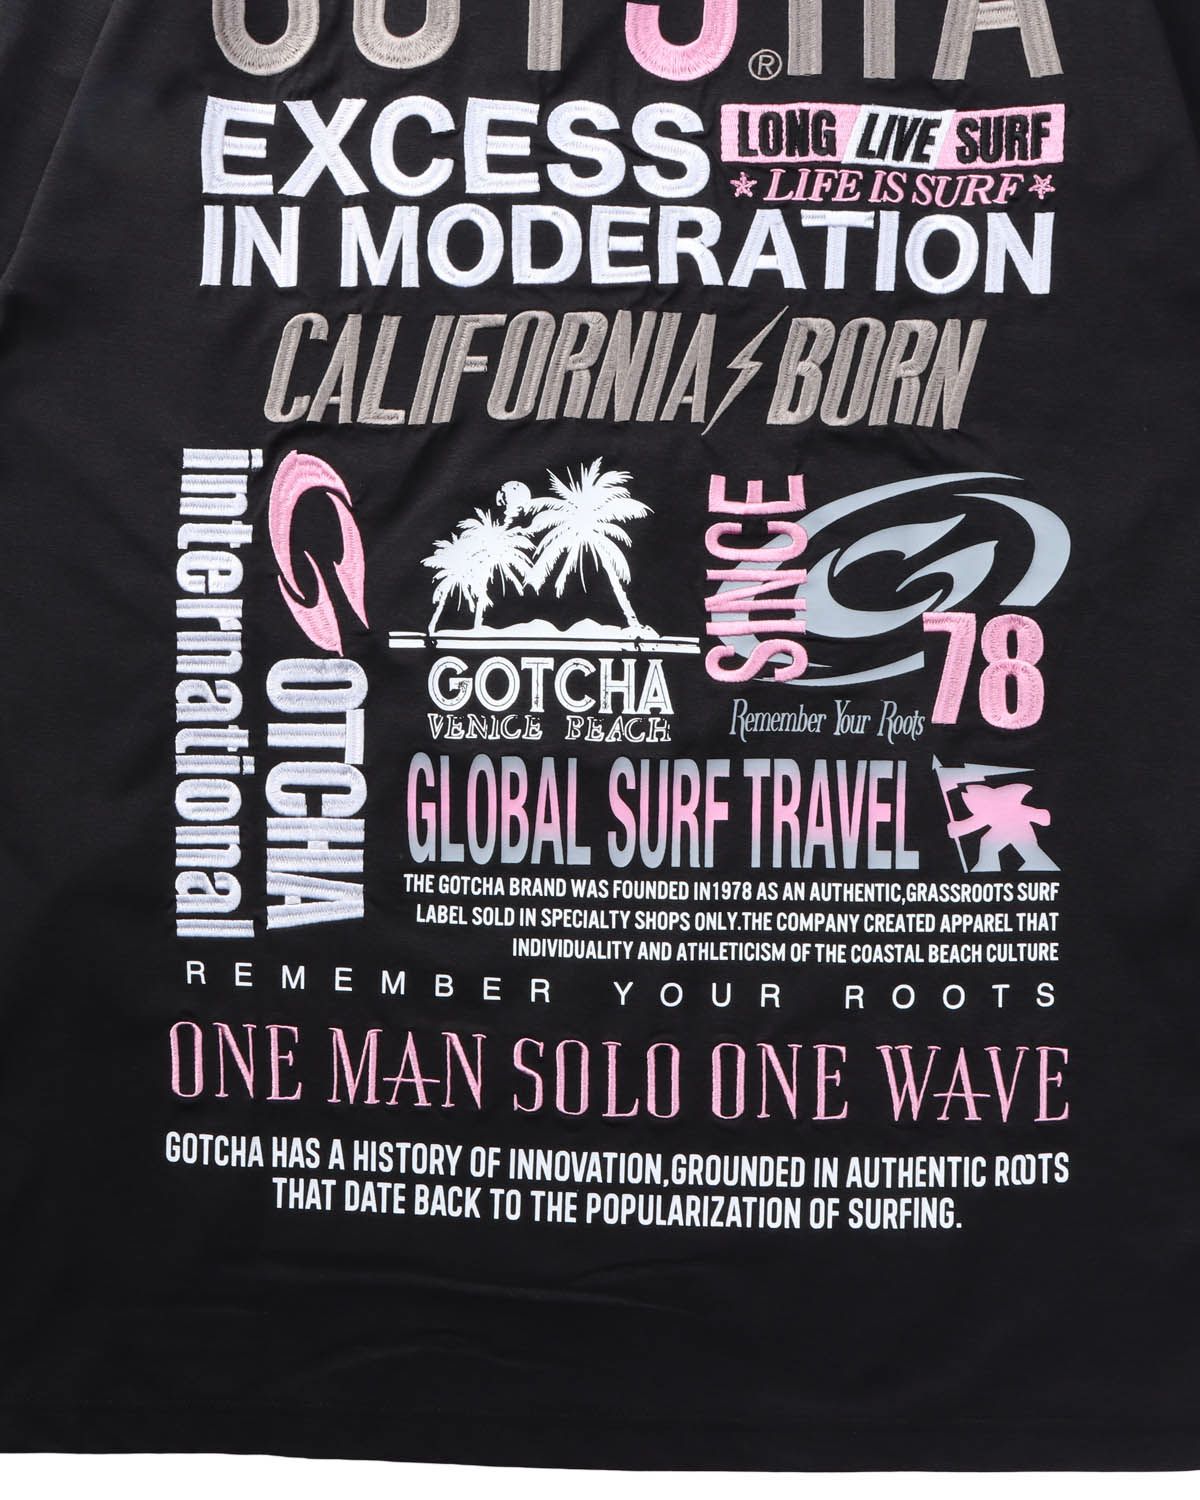 GOTCHA
®
EXCESS
LONG LIVE SURF
LIFE IS SURF
IN MODERATION
CALIFORNIA BORN
international
GOTCHA
GOTCHA
VENICE BEACH
SINCE
78
Remember Your Roots
GLOBAL SURF TRAVEL
THE GOTCHA BRAND WAS FOUNDED IN1978 AS AN AUTHENTIC,GRASSROOTS SURF
LABEL SOLD IN SPECIALTY SHOPS ONLY.THE COMPANY CREATED APPAREL THAT
INDIVIDUALITY AND ATHLETICISM OF THE COASTAL BEACH CULTURE
REMEMBER YOUR ROOTS
ONE MAN SOLO ONE WAVE
GOTCHA HAS A HISTORY OF INNOVATION,GROUNDED IN AUTHENTIC ROOTS
THAT DATE BACK TO THE POPULARIZATION OF SURFING.